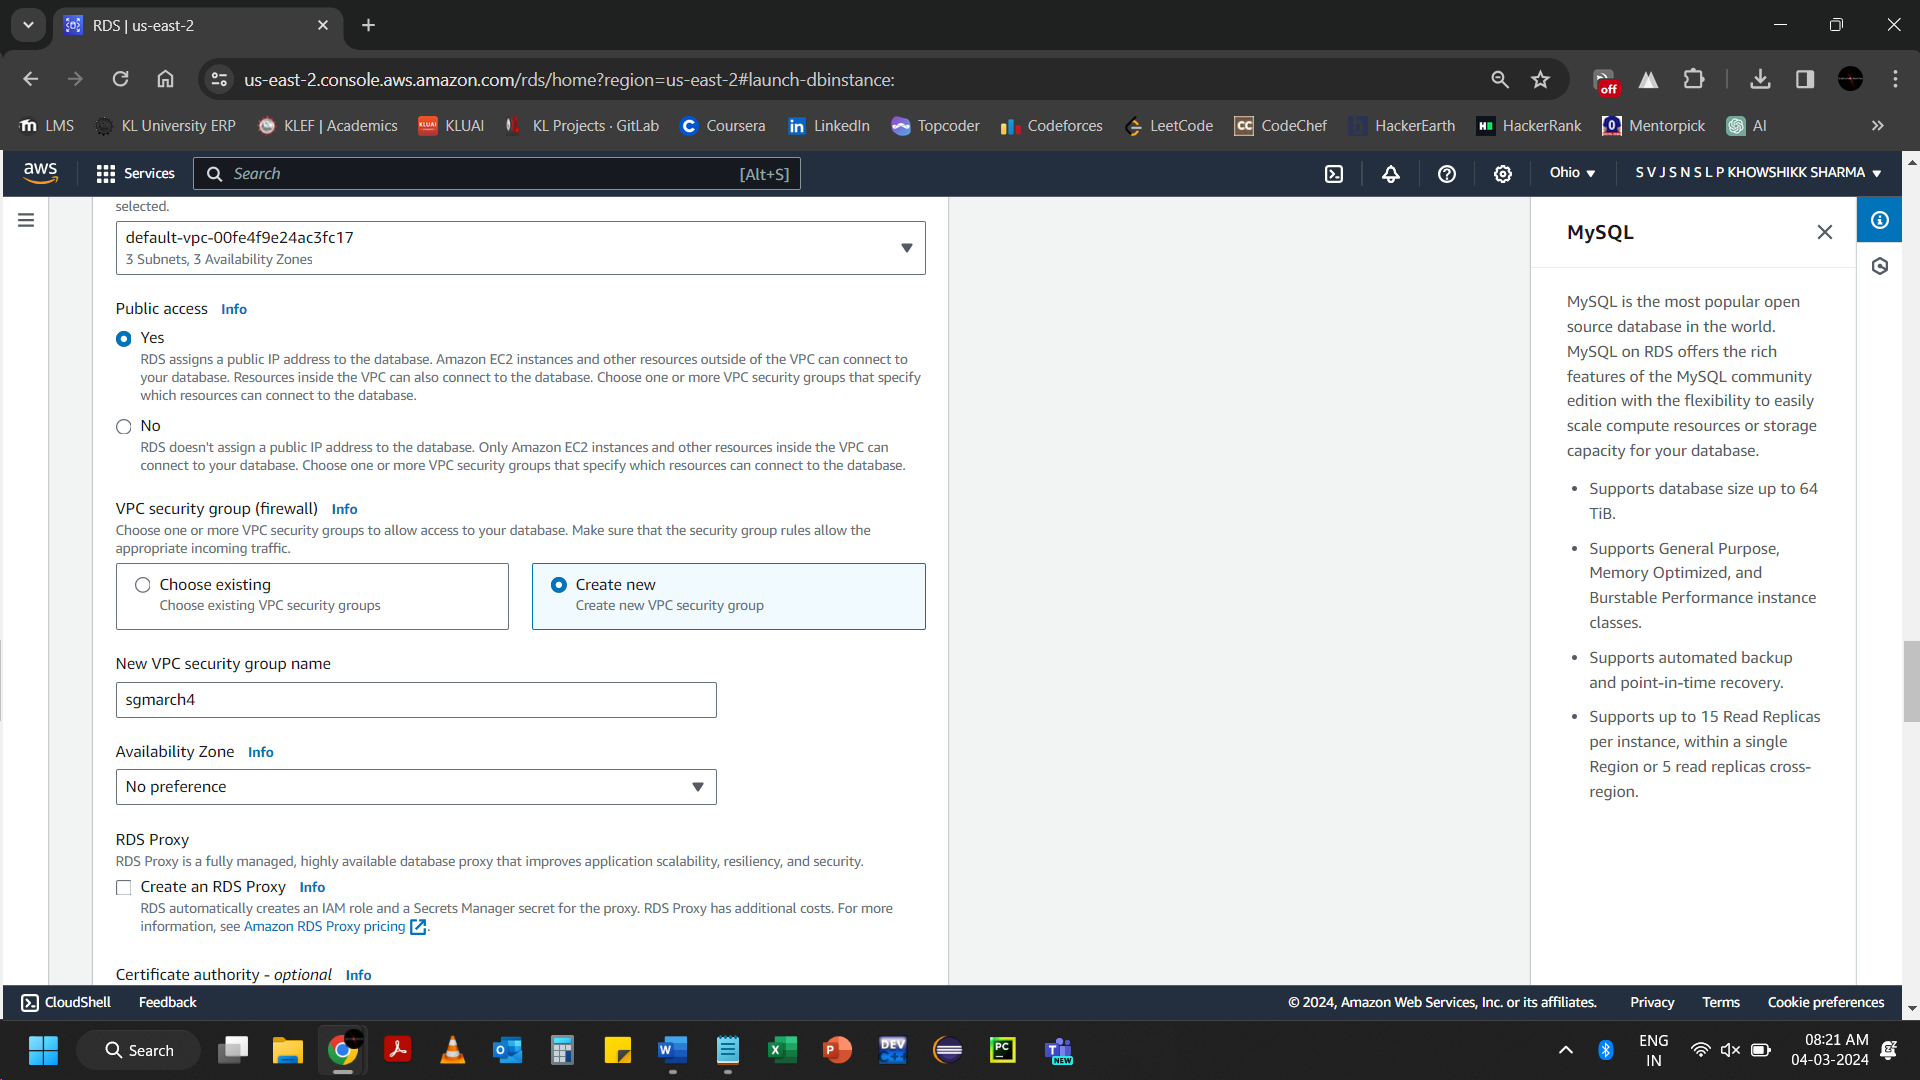 RDS | us-east-2
us-east-2.console.aws.amazon.com/rds/home?region=us-east-2#launch-dbinstance:
off
LMS
KL University ERP
KLEF | Academics
KLUAI
KL Projects · GitLab
Coursera
LinkedIn
Topcoder
Codeforces
LeetCode
CodeChef
HackerEarth
HackerRank
Mentorpick
AI
aws
Services
Search
[Alt+S]
Ohio
S V J S N S L P KHOWSHIKK SHARMA
selected.
default-vpc-00fe4f9e24ac3fc17
3 Subnets, 3 Availability Zones
Public access Info
Yes
RDS assigns a public IP address to the database. Amazon EC2 instances and other resources outside of the VPC can connect to
your database. Resources inside the VPC can also connect to the database. Choose one or more VPC security groups that specify
which resources can connect to the database.
No
RDS doesn't assign a public IP address to the database. Only Amazon EC2 instances and other resources inside the VPC can
connect to your database. Choose one or more VPC security groups that specify which resources can connect to the database.
VPC security group (firewall) Info
Choose one or more VPC security groups to allow access to your database. Make sure that the security group rules allow the
appropriate incoming traffic.
Choose existing
Choose existing VPC security groups
Create new
Create new VPC security group
New VPC security group name
sgmarch4
Availability Zone Info
No preference
RDS Proxy
RDS Proxy is a fully managed, highly available database proxy that improves application scalability, resiliency, and security.
Create an RDS Proxy Info
RDS automatically creates an IAM role and a Secrets Manager secret for the proxy. RDS Proxy has additional costs. For more
information, see Amazon RDS Proxy pricing.
Certificate authority - optional Info
MySQL
MySQL is the most popular open
source database in the world.
MySQL on RDS offers the rich
features of the MySQL community
edition with the flexibility to easily
scale compute resources or storage
capacity for your database.
• Supports database size up to 64
TiB.
• Supports General Purpose,
Memory Optimized, and
Burstable Performance instance
classes.
• Supports automated backup
and point-in-time recovery.
• Supports up to 15 Read Replicas
per instance, within a single
Region or 5 read replicas cross-
region.
CloudShell
Feedback
© 2024, Amazon Web Services, Inc. or its affiliates.
Privacy
Terms
Cookie preferences
Search
DEV
PC
NEW
ENG
IN
08:21 AM
04-03-2024